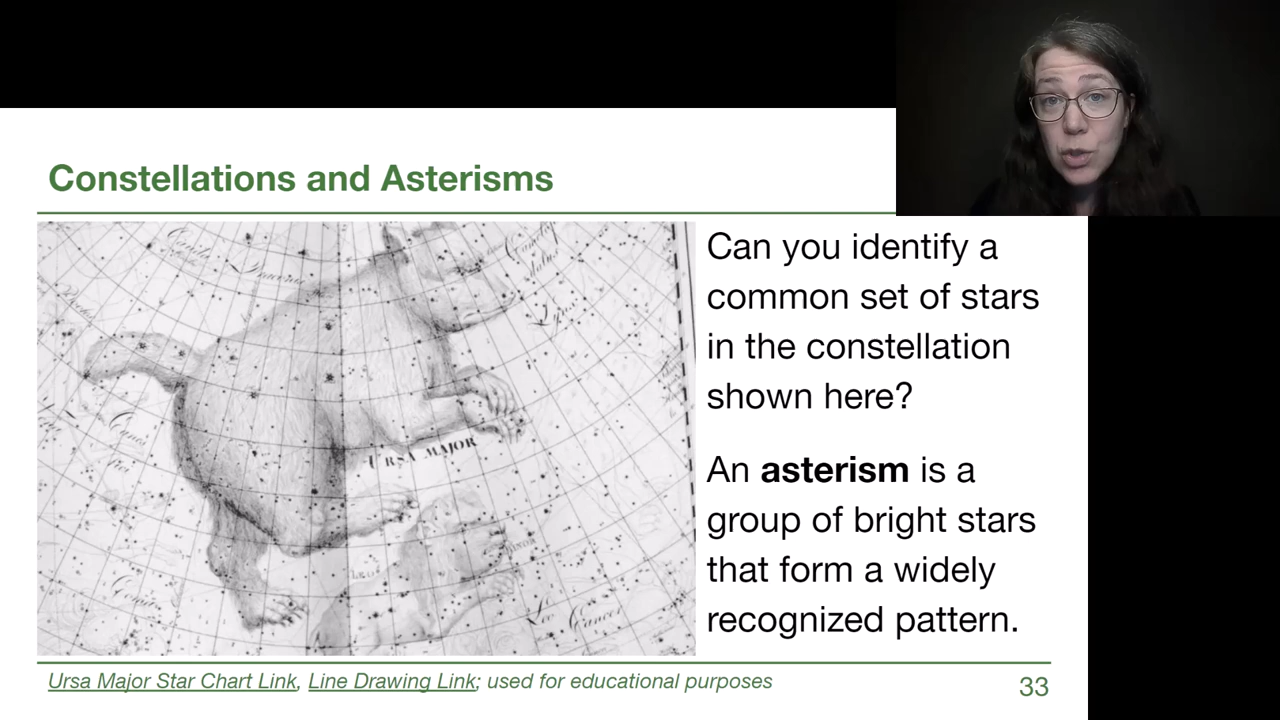 Constellations and Asterisms
Can you identify a
common set of stars
in the constellation
shown here?
URSA MAJOR
An asterism is a
group of bright stars
that form a widely
recognized pattern.
Ursa Major Star Chart Link, Line Drawing Link; used for educational purposes
33